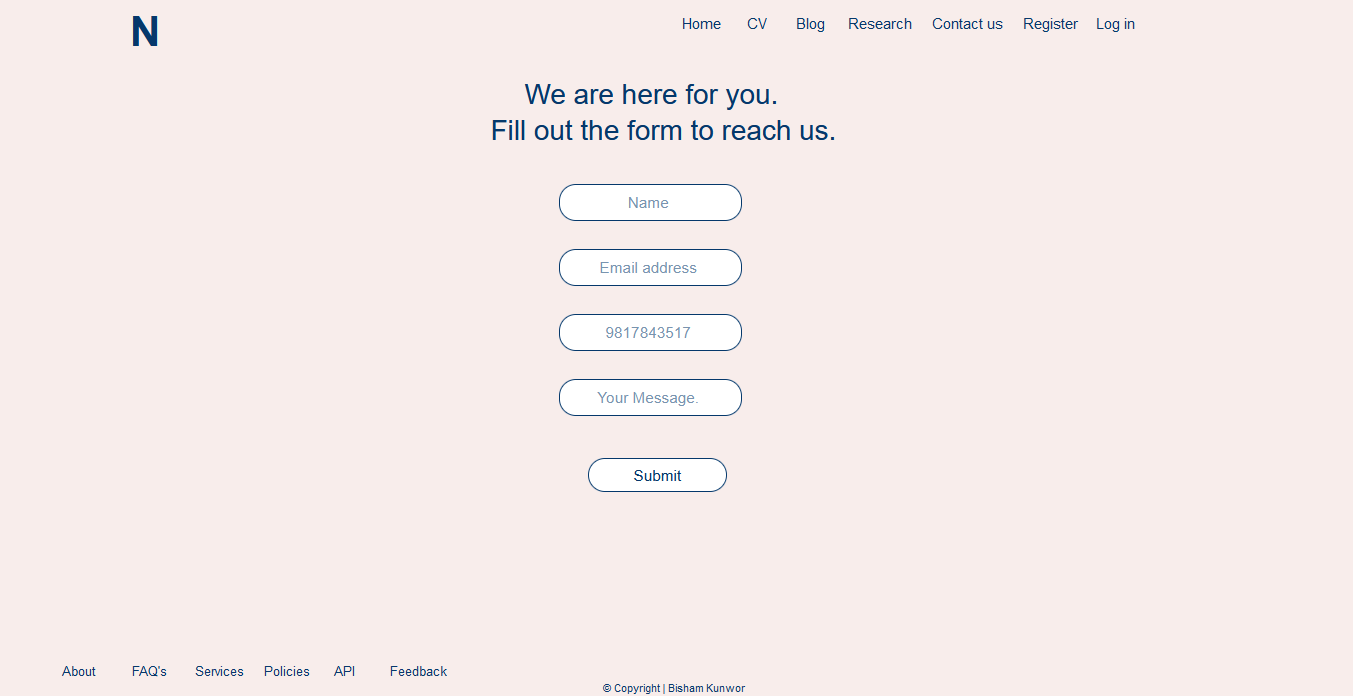 N
Home CV Blog Research Contact us Register Log in
We are here for you.
Fill out the form to reach us.
Name
Email address
9817843517
Your Message.
Submit
About FAQ's Services Policies API Feedback
© Copyright | Bisham Kunwor